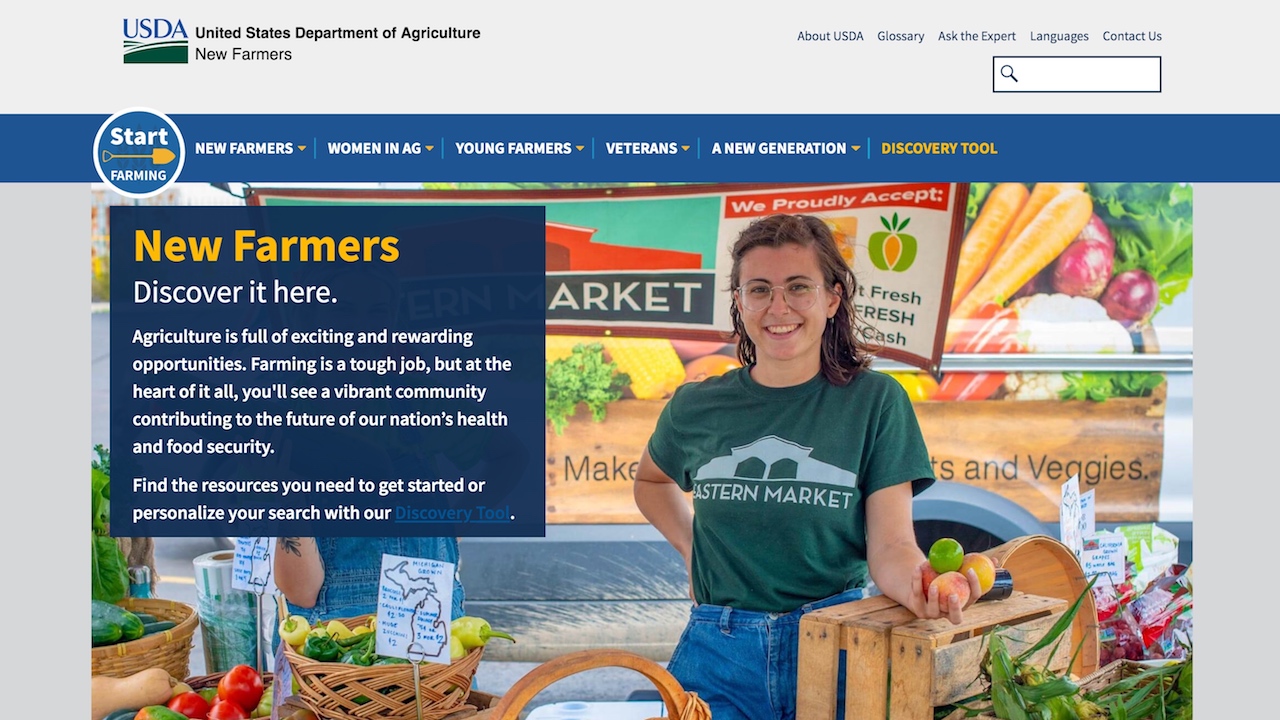 USDA United States Department of Agriculture
New Farmers
About USDA Glossary Ask the Expert Languages Contact Us
Start
FARMING
NEW FARMERS WOMEN IN AG YOUNG FARMERS VETERANS A NEW GENERATION DISCOVERY TOOL
New Farmers
Discover it here.
Agriculture is full of exciting and rewarding
opportunities. Farming is a tough job, but at the
heart of it all, you'll see a vibrant community
contributing to the future of our nation’s health
and food security.
Find the resources you need to get started or
personalize your search with our Discovery Tool.
We Proudly Accept:
ERN MARKET
t Fresh
FRESH
Cash
Make
ts and Veggies.
EASTERN MARKET
MICHIGAN
GROWN